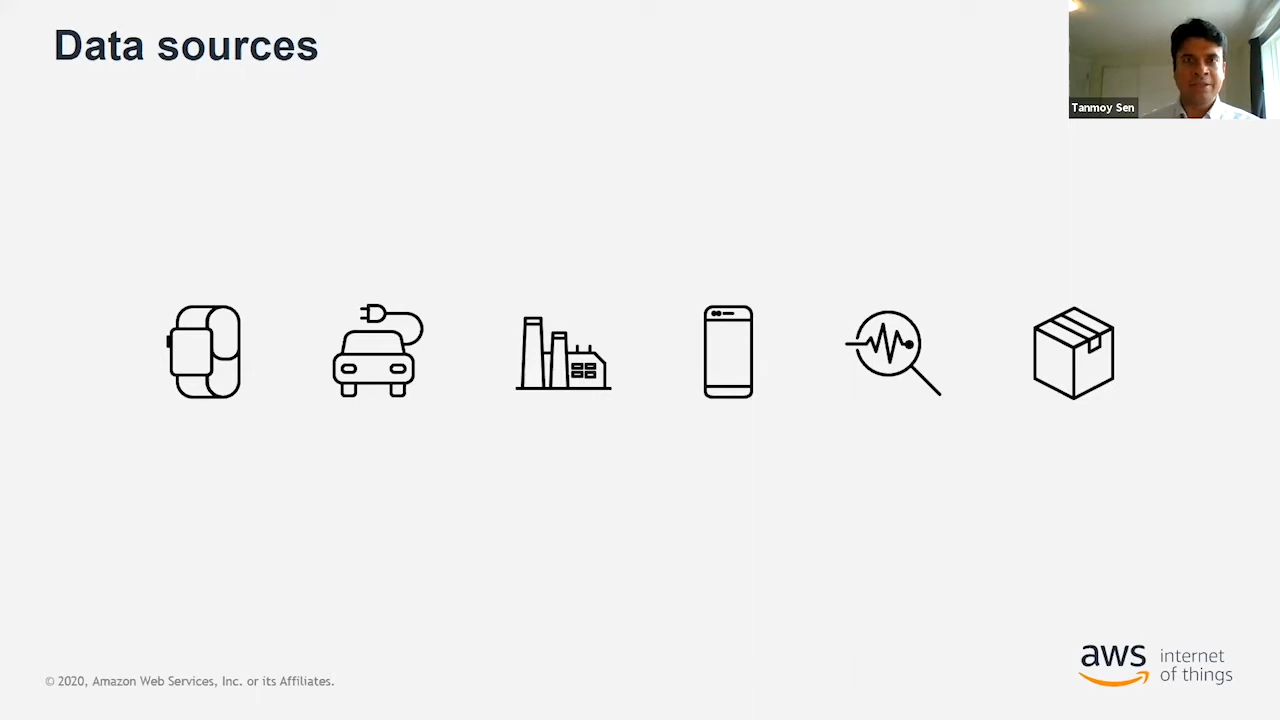 Data sources
Tanmoy Sen
© 2020, Amazon Web Services, Inc. or its Affiliates.
aws internet
of things